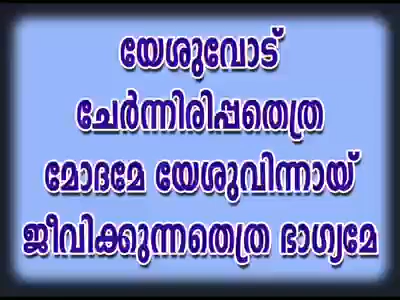 യേശുവോട്
ചേർന്നിരിപ്പതെത്ര
മോദമേ യേശുവിന്നായ്
ജീവിക്കുന്നതെത്ര ഭാഗ്യമേ